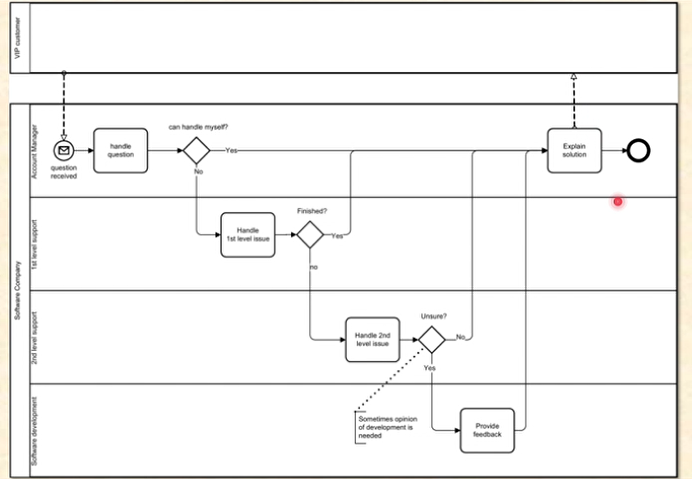 VIP customer
Software Company
Account Manager
question
received
handle
question
can handle myself?
Yes
No
Explain
solution
1st level support
Handle
1st level issue
Finished?
Yes
no
2nd level support
Handle 2nd
level issue
Unsure?
No
Yes
Software development
Sometimes opinion
of development is
needed
Provide
feedback